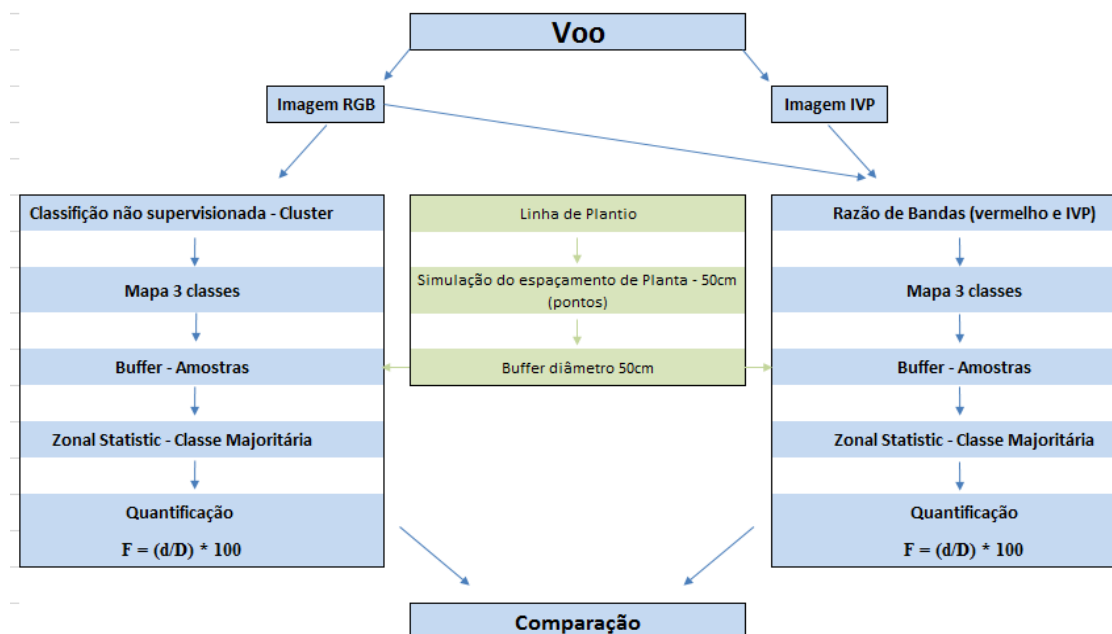 Voo
Imagem RGB
Imagem IVP
Classifição não supervisionada - Cluster
Mapa 3 classes
Buffer - Amostras
Zonal Statistic - Classe Majoritária
Quantificação
F = (d/D) * 100
Linha de Plantio
Simulação do espaçamento de Planta - 50cm
(pontos)
Buffer diâmetro 50cm
Razão de Bandas (vermelho e IVP)
Mapa 3 classes
Buffer - Amostras
Zonal Statistic - Classe Majoritária
Quantificação
F = (d/D) * 100
Comparação